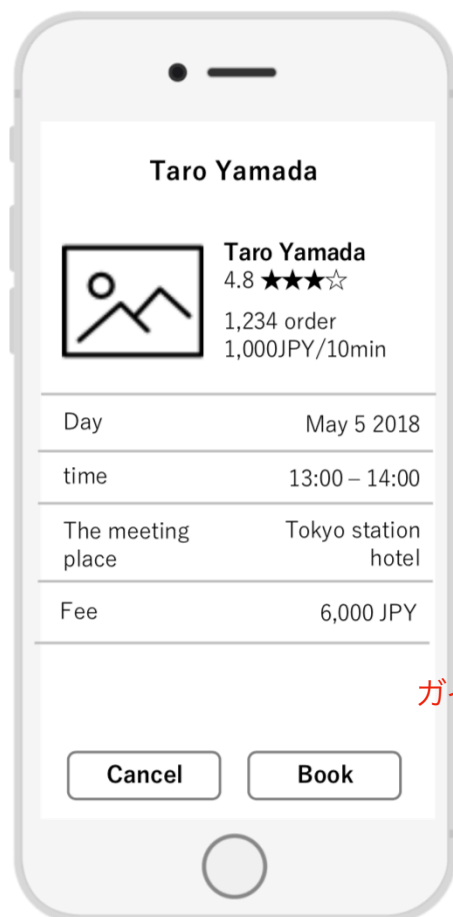 Taro Yamada
Taro Yamada
4.8 ★★★☆
1,234 order
1,000JPY/10min
Day
May 5 2018
time
13:00 – 14:00
The meeting
place
Tokyo station
hotel
Fee
6,000 JPY
Cancel
Book